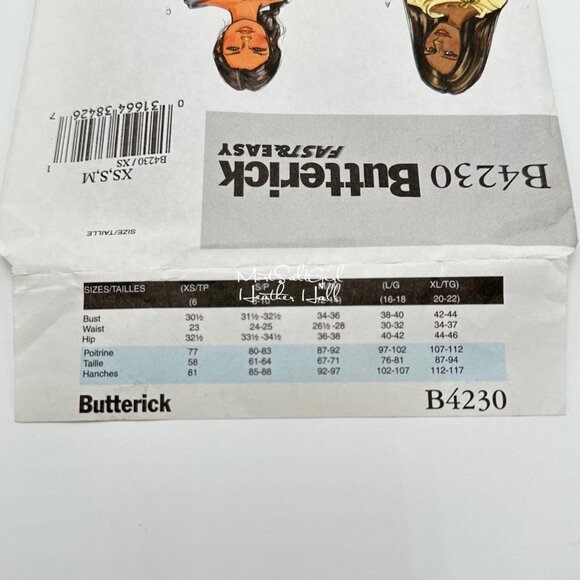 C
A
0 31664 38426 7
1
B4230/XS
XS,S,M
SIZE/TAILLE
B4230 Butterick
FAST&EASY
SIZES/TAILLES (XS/TP S/P (L/G XL/TG)
(6 (16-18 20-22)
Heather Hall
Bust 30½ 31½ -32½ 34-36 38-40 42-44
Waist 23 24-25 26½ -28 30-32 34-37
Hip 32½ 33½ -34½ 36-38 40-42 44-46
Poitrine 77 80-83 87-92 97-102 107-112
Taille 58 61-64 67-71 76-81 87-94
Hanches 81 85-88 92-97 102-107 112-117
Butterick B4230